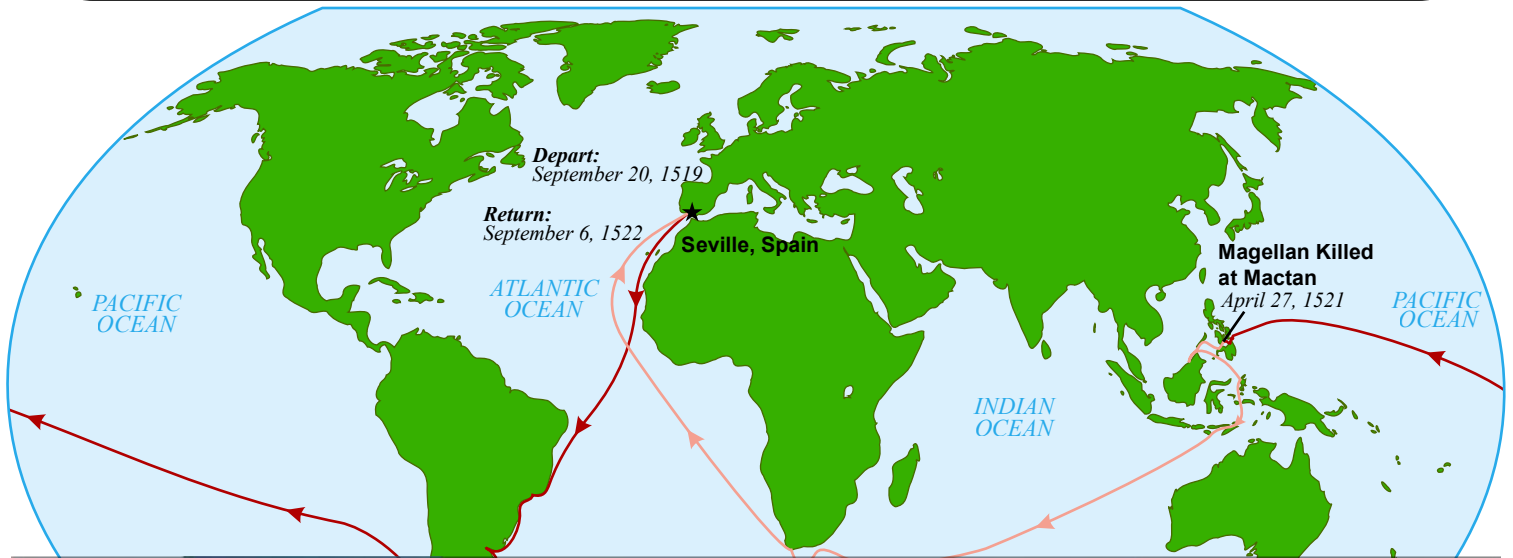 Depart:
September 20, 1519
Return:
September 6, 1522
Seville, Spain
Magellan Killed
at Mactan
April 27, 1521
PACIFIC
OCEAN
ATLANTIC
OCEAN
PACIFIC
OCEAN
INDIAN
OCEAN